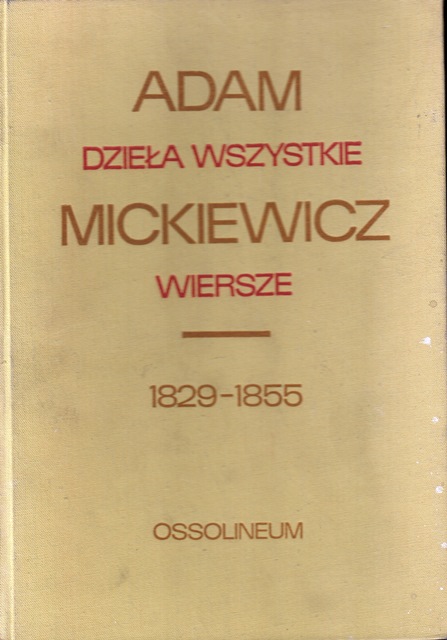 ADAM
DZIEŁA WSZYSTKIE
MICKIEWICZ
WIERSZE
1829-1855
OSSOLINEUM